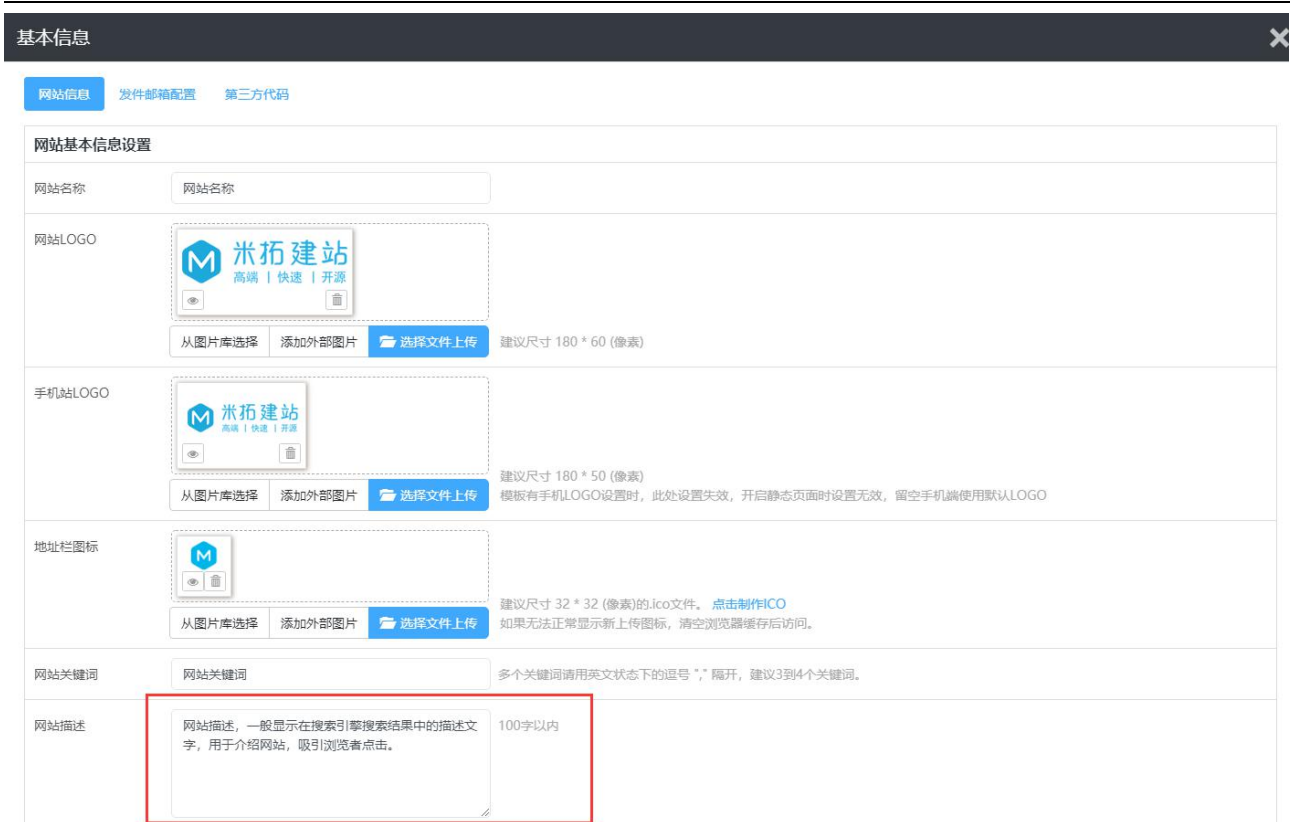 基本信息
网站信息 发件邮箱配置 第三方代码
网站基本信息设置
网站名称 网站名称
网站LOGO
米拓建站
高端 | 快速 | 开源
从图片库选择 添加外部图片 选择文件上传 建议尺寸 180 * 60 (像素)
手机站LOGO
米拓建站
高端 | 快速 | 开源
建议尺寸 180 * 50 (像素)
从图片库选择 添加外部图片 选择文件上传 模板有手机LOGO设置时，此处设置失效，开启静态页面时设置无效，留空手机端使用默认LOGO
地址栏图标
M
建议尺寸 32 * 32 (像素)的.ico文件。 点击制作ICO
从图片库选择 添加外部图片 选择文件上传 如果无法正常显示新上传图标，清空浏览器缓存后访问。
网站关键词 网站关键词 多个关键词请用英文状态下的逗号 "," 隔开，建议3到4个关键词。
网站描述 网站描述，一般显示在搜索引擎搜索结果中的描述文 100字以内
字，用于介绍网站，吸引浏览者点击。